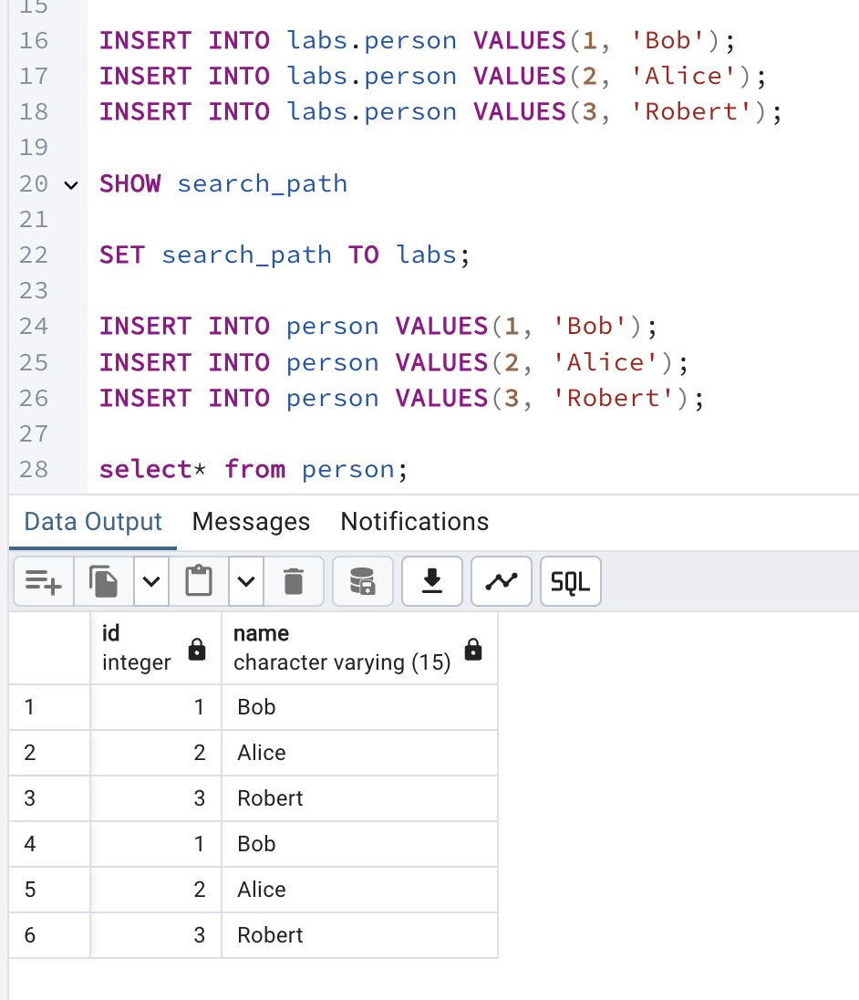 15
16 INSERT INTO labs.person VALUES(1, 'Bob');
17 INSERT INTO labs.person VALUES(2, 'Alice');
18 INSERT INTO labs.person VALUES(3, 'Robert');
19
20 SHOW search_path
21
22 SET search_path TO labs;
23
24 INSERT INTO person VALUES(1, 'Bob');
25 INSERT INTO person VALUES(2, 'Alice');
26 INSERT INTO person VALUES(3, 'Robert');
27
28 select* from person;
Data Output Messages Notifications
SQL
id name
integer character varying (15)
1 1 Bob
2 2 Alice
3 3 Robert
4 1 Bob
5 2 Alice
6 3 Robert